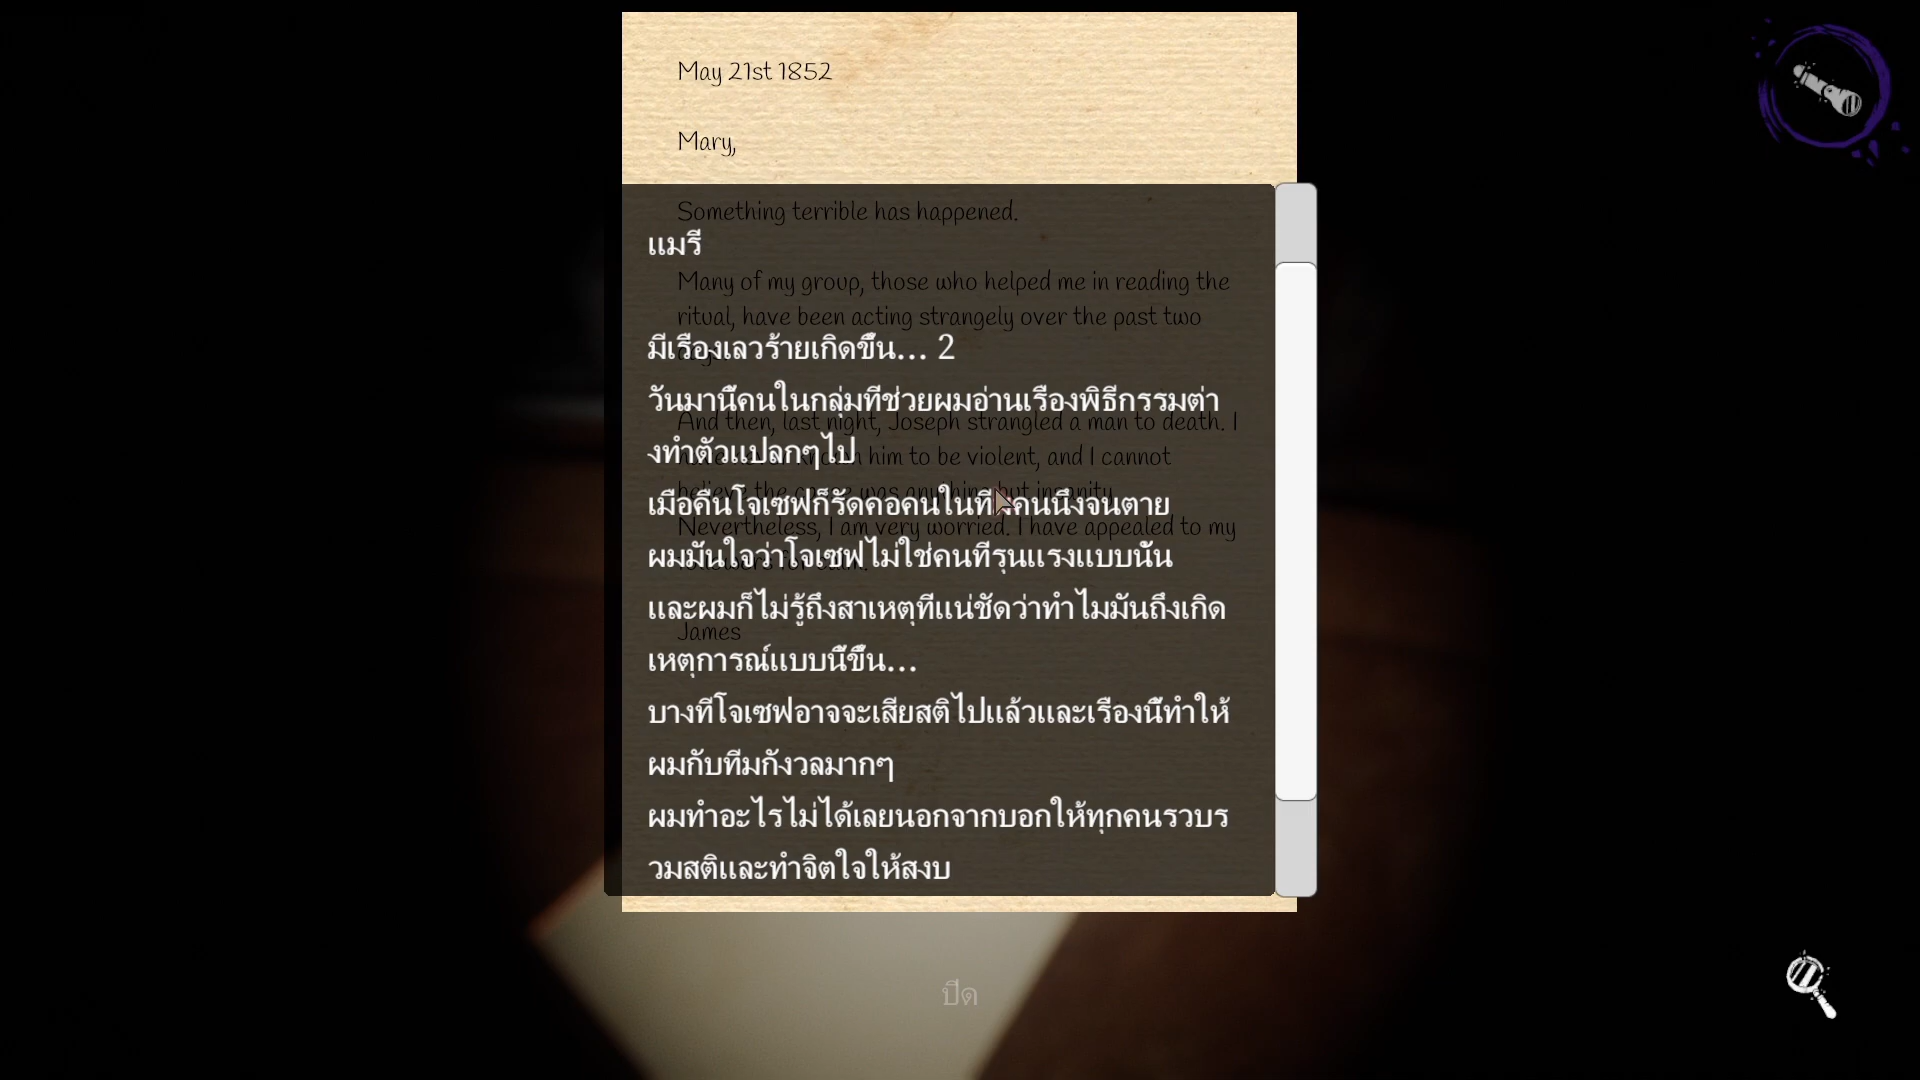 May 21st 1852
Mary,
Something terrible has happened.
แมรี
Many of my group, those who helped me in reading the
ritual, have been acting strangely over the past two
มีเรื่องเลวร้ายเกิดขึ้น... 2
วันมานี้คนในกลุ่มที่ช่วยผมอ่านเรื่องพิธีกรรมต่า
And then, last night, Joseph strangled a man to death. I
งทำตัวแปลกๆไป
him to be violent, and I cannot
believe the cause was anything but insanity.
เมื่อคืนโจเซฟก็รัดคอคนในทีมคนนึงจนตาย
Nevertheless, I am very worried. I have appealed to my
ผมมั่นใจว่าโจเซฟไม่ใช่คนที่รุนแรงแบบนั้น
และผมก็ไม่รู้ถึงสาเหตุที่แน่ชัดว่าทำไมมันถึงเกิด
James
เหตุการณ์แบบนี้ขึ้น...
บางทีโจเซฟอาจจะเสียสติไปแล้วและเรื่องนี้ทำให้
ผมกับทีมกังวลมากๆ
ผมทำอะไรไม่ได้เลยนอกจากบอกให้ทุกคนรวบร
วมสติและทำจิตใจให้สงบ
ปิด